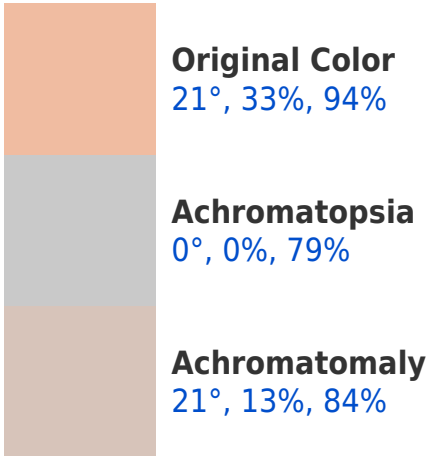 Original Color
21°, 33%, 94%
Achromatopsia
0°, 0%, 79%
Achromatomaly
21°, 13%, 84%